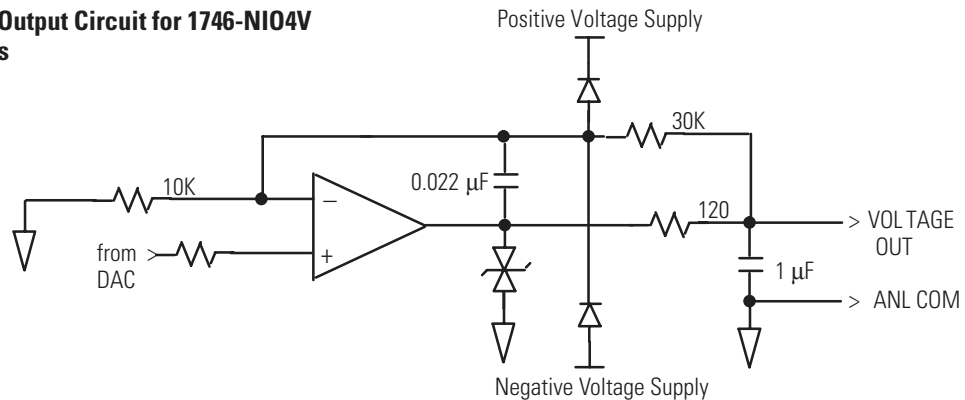 Output Circuit for 1746-NIO4V
s
Positive Voltage Supply
30K
10K
0.022 μF
−
+
from
DAC
120
> VOLTAGE
OUT
1 μF
> ANL COM
Negative Voltage Supply